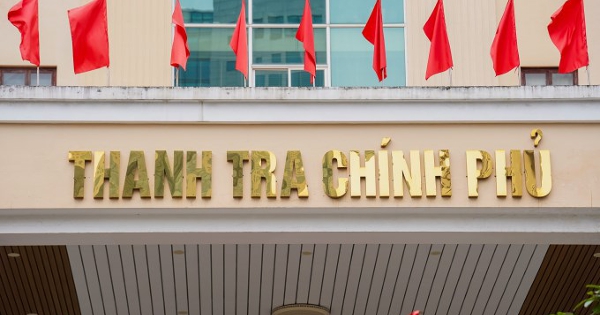 THANH TRA CHÍNH PHỦ